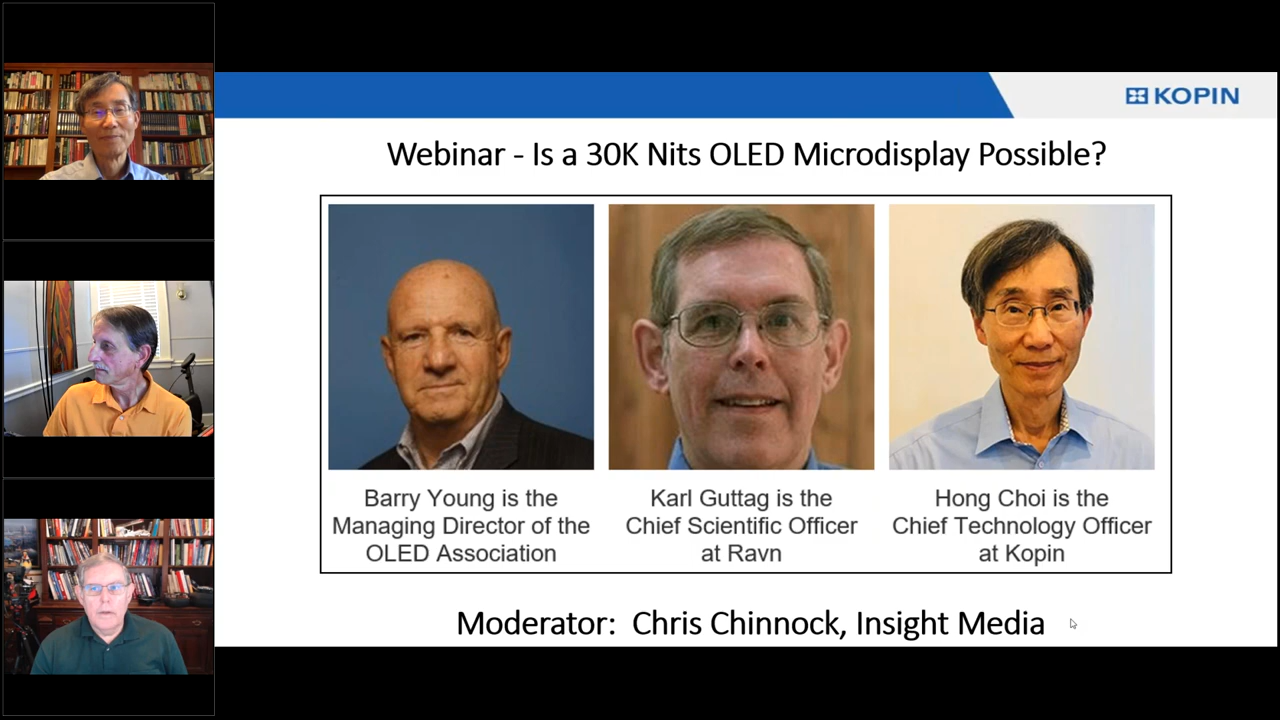 KOPIN
Webinar - Is a 30K Nits OLED Microdisplay Possible?
Barry Young is the
Managing Director of the
OLED Association
Karl Guttag is the
Chief Scientific Officer
at Ravn
Hong Choi is the
Chief Technology Officer
at Kopin
Moderator: Chris Chinnock, Insight Media